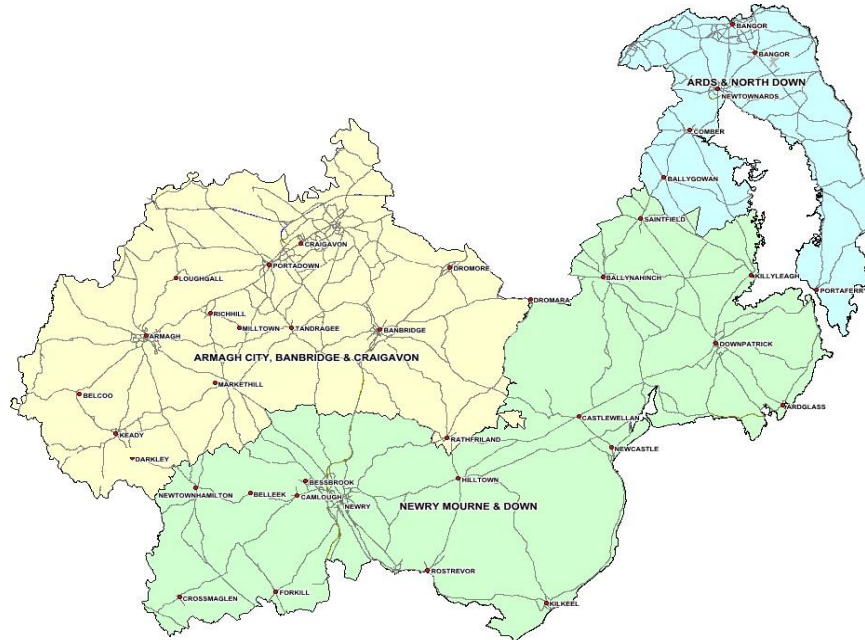 BANGOR
BANGOR
ARDS & NORTH DOWN
NEWTOWNARDS
COMBER
BALLYGOWAN
SAINTFIELD
CRAIGAVON
PORTADOWN
DROMORE
LOUGHGALL
BALLYNAHINCH
KILLYLEAGH
PORTAFERRY
DROMARA
RICHHILL
MILLTOWN
TANDRAGEE
BANBRIDGE
ARMAGH
DOWNPATRICK
ARMAGH CITY, BANBRIDGE & CRAIGAVON
MARKETHILL
BELCOO
ARDGLASS
CASTLEWELLAN
KEADY
RATHFRILAND
NEWCASTLE
DARKLEY
BESSBROOK
HILLTOWN
NEWTOWNHAMILTON
BELLEEK
CAMLOUGH
NEWRY
NEWRY MOURNE & DOWN
ROSTREVOR
FORKILL
CROSSMAGLEN
KILKEEL